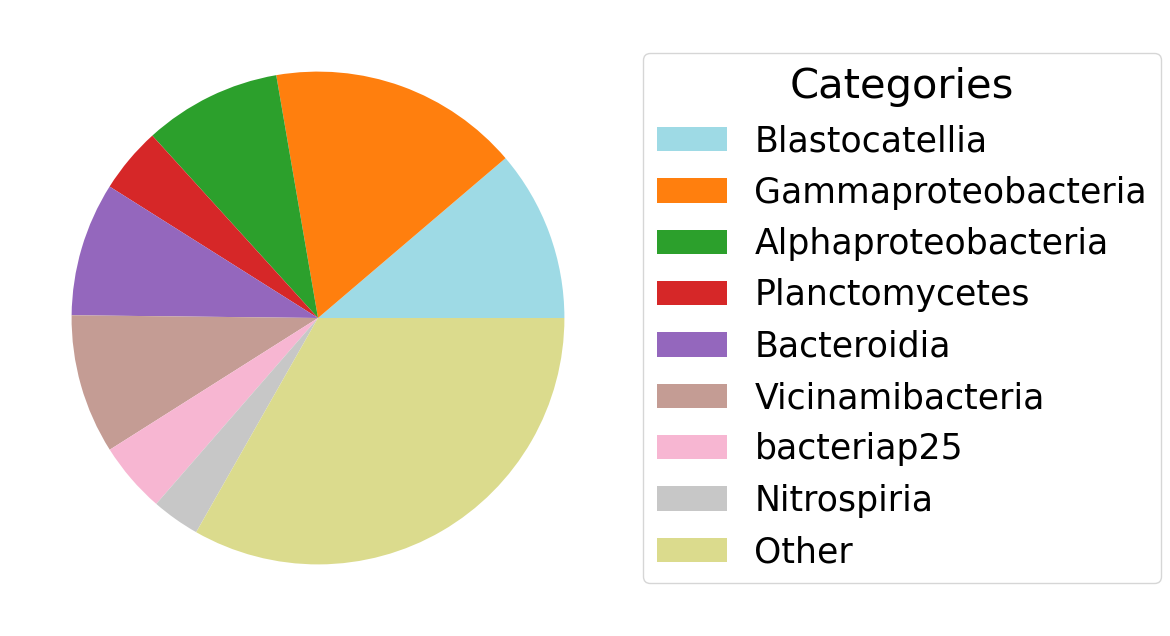 Categories
Blastocatellia
Gammaproteobacteria
Alphaproteobacteria
Planctomycetes
Bacteroidia
Vicinamibacteria
bacteriap25
Nitrospiria
Other